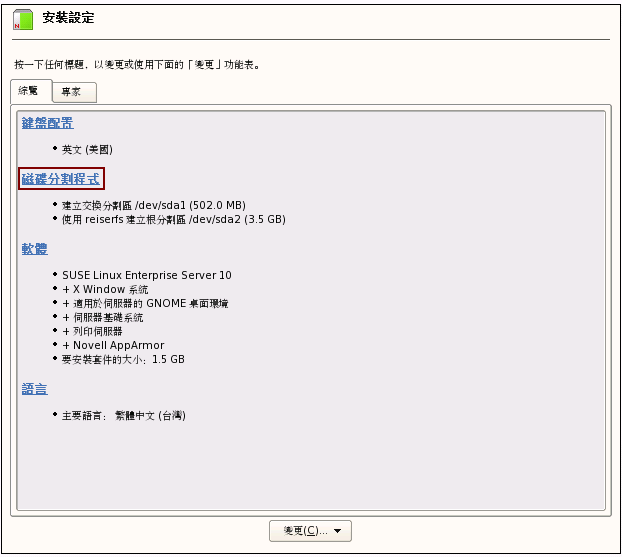 安裝設定
按一下任何標題，以變更或使用下面的「變更」功能表。
綜覽
專家
鍵盤配置
英文 (美國)
磁碟分割程式
建立交換分割區 /dev/sda1 (502.0 MB)
使用 reiserfs 建立根分割區 /dev/sda2 (3.5 GB)
軟體
SUSE Linux Enterprise Server 10
+ X Window 系統
+ 適用於伺服器的 GNOME 桌面環境
+ 伺服器基礎系統
+ 列印伺服器
+ Novell AppArmor
要安裝套件的大小：1.5 GB
語言
主要語言： 繁體中文 (台灣)
變更(C)...